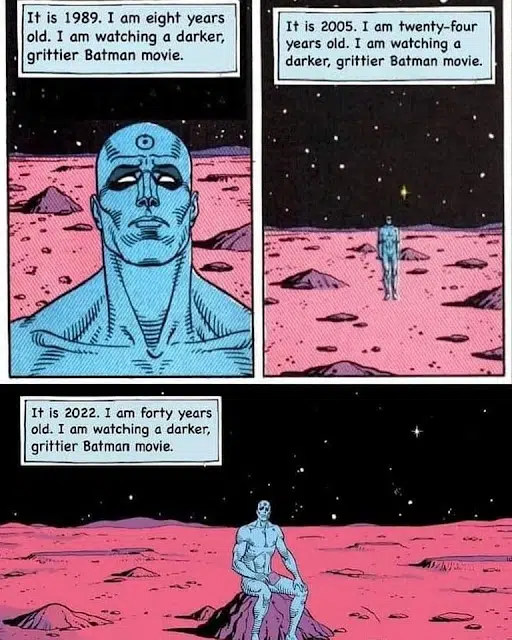 It is 1989. I am eight years
old. I am watching a darker,
grittier Batman movie.
It is 2005. I am twenty-four
years old. I am watching a
darker, grittier Batman movie.
It is 2022. I am forty years
old. I am watching a darker,
grittier Batman movie.